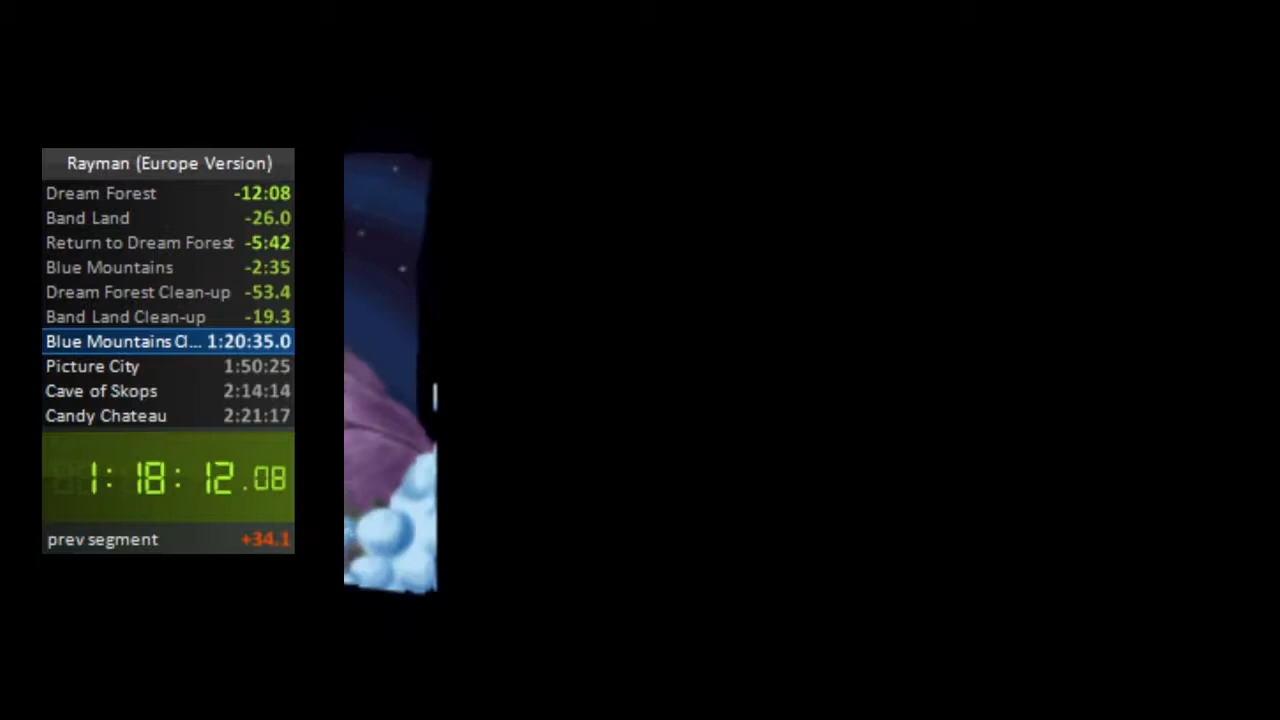 Rayman (Europe Version)
Dream Forest -12:08
Band Land -26.0
Return to Dream Forest -5:42
Blue Mountains -2:35
Dream Forest Clean-up -53.4
Band Land Clean-up -19.3
Blue Mountains Cl... 1:20:35.0
Picture City 1:50:25
Cave of Skops 2:14:14
Candy Chateau 2:21:17
1:18:12.08
prev segment +34.1